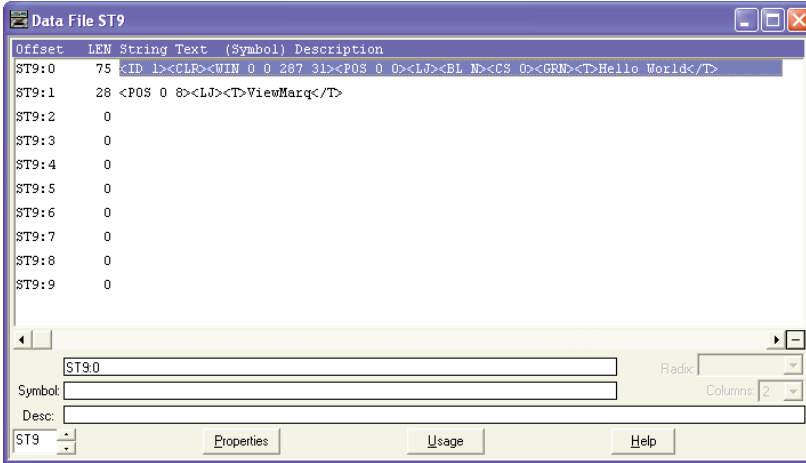 Data File ST9
Offset LEN String Text (Symbol) Description
ST9:0 75 <ID 1><CLR><WIN 0 0 287 31><POS 0 0><LJ><BL N><CS 0><GRN><T>Hello World</T>
ST9:1 28 <POS 0 8><LJ><T>ViewMarq</T>
ST9:2 0
ST9:3 0
ST9:4 0
ST9:5 0
ST9:6 0
ST9:7 0
ST9:8 0
ST9:9 0
ST9:0 Radix:
Symbol: Columns: 2
Desc:
ST9 Properties Usage Help